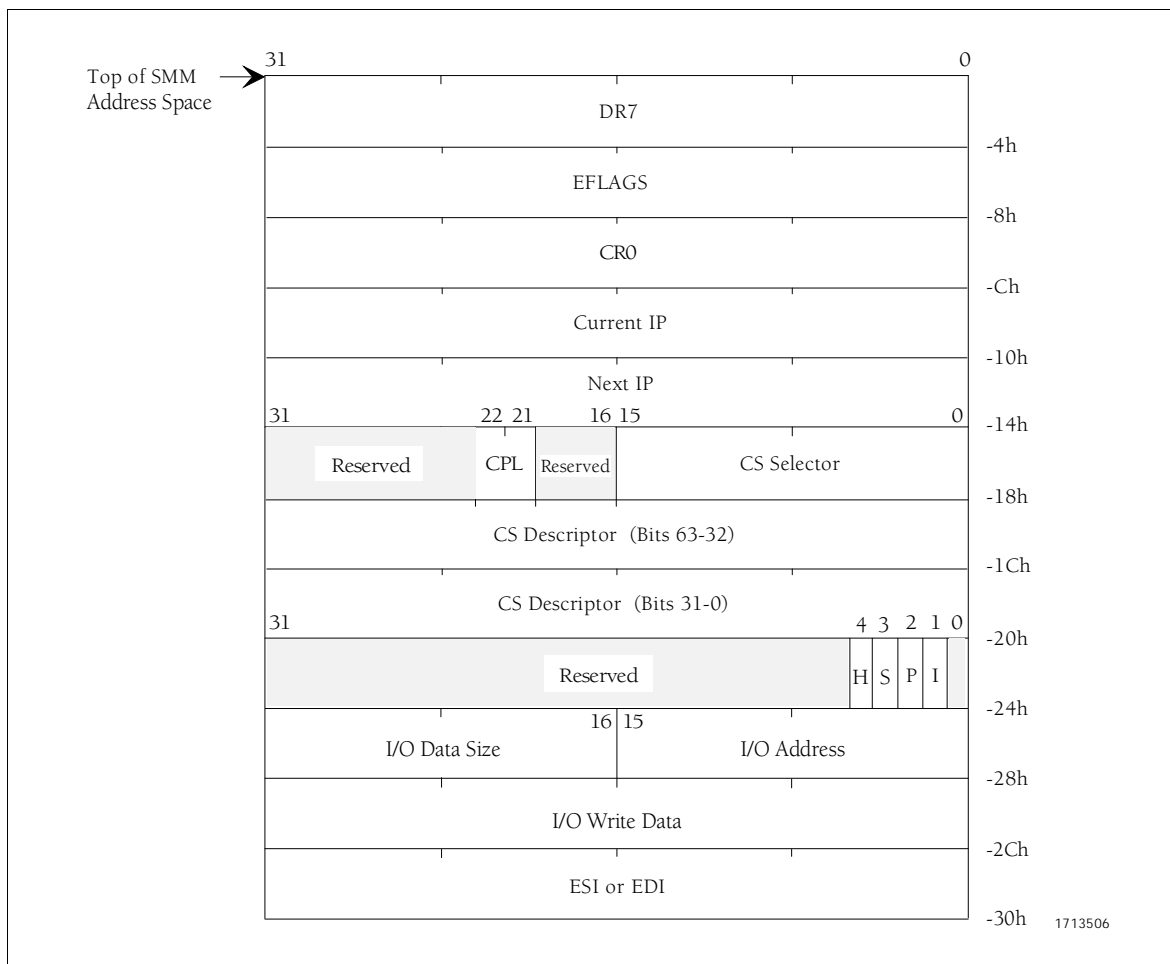 31 0
Top of SMM
Address Space
DR7
-4h
EFLAGS
-8h
CR0
-Ch
Current IP
-10h
Next IP
31 22 21 16 15 0
-14h
Reserved CPL Reserved CS Selector
-18h
CS Descriptor (Bits 63-32)
-1Ch
CS Descriptor (Bits 31-0)
31 4 3 2 1 0
-20h
Reserved H S P I
-24h
16 15
I/O Data Size I/O Address
-28h
I/O Write Data
-2Ch
ESI or EDI
-30h
1713506